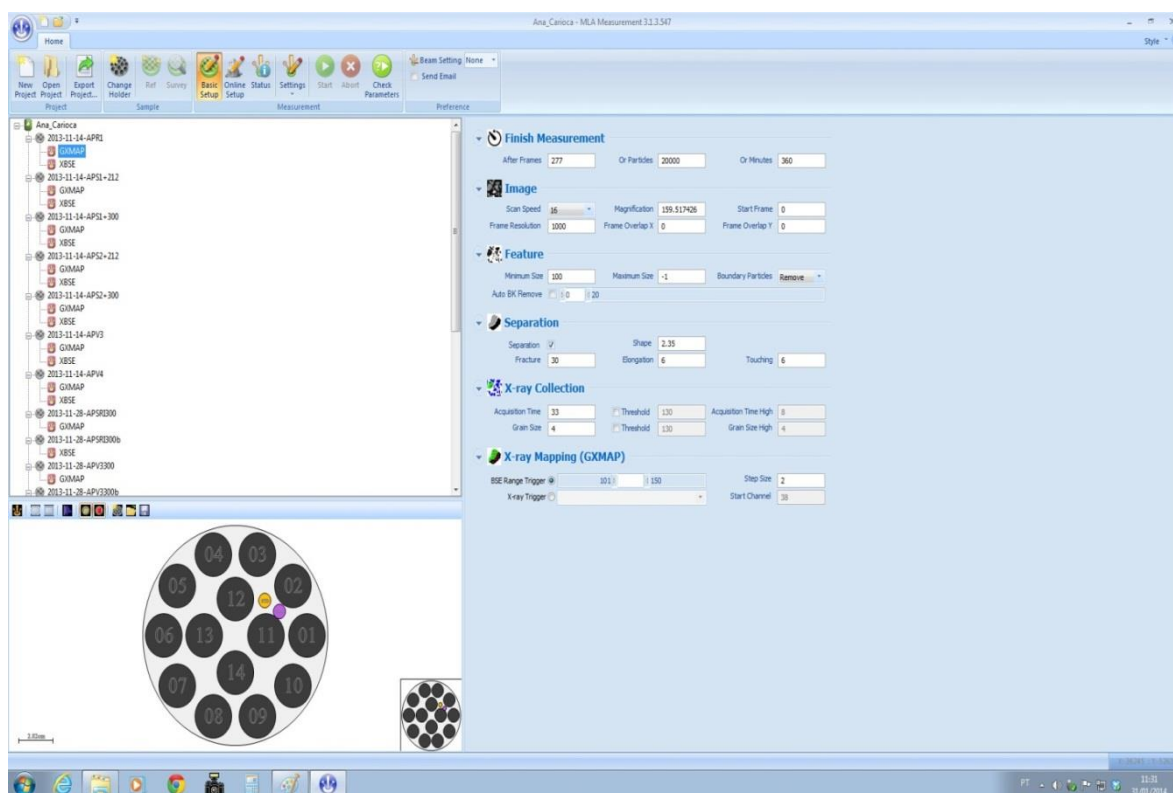 Ana_Carioca - MLA Measurement 3.2.3.547
Home
Style
New Project
Open Project
Export Project...
Change Holder
Ref
Survey
Basic Setup
Online Setup
Status
Settings
Start
Abort
Check Parameters
Beam Setting None
Send Email
Project
Sample
Measurement
Preference
Ana_Carioca
2013-11-14-APR1
GXMAP
XBSE
2013-11-14-APS1+212
GXMAP
XBSE
2013-11-14-APS1+300
GXMAP
XBSE
2013-11-14-APS2+212
GXMAP
XBSE
2013-11-14-APS2+300
GXMAP
XBSE
2013-11-14-APV3
GXMAP
XBSE
2013-11-14-APV4
GXMAP
XBSE
2013-11-28-APSRI300
GXMAP
2013-11-28-APSRI300b
XBSE
2013-11-28-APV3300
GXMAP
2013-11-28-APV3300b
Finish Measurement
After Frames 277 Or Particles 20000 Or Minutes 360
Image
Scan Speed 16 Magnification 159.517426 Start Frame 0
Frame Resolution 1000 Frame Overlap X 0 Frame Overlap Y 0
Feature
Minimum Size 100 Maximum Size -1 Boundary Particles Remove
Auto BK Remove 0 20
Separation
Separation Shape 2.35
Fracture 30 Elongation 6 Touching 6
X-ray Collection
Acquisition Time 33 Threshold 130 Acquisition Time High 8
Grain Size 4 Threshold 130 Grain Size High 4
X-ray Mapping (GXMAP)
BSE Range Trigger 101 150 Step Size 2
X-ray Trigger Start Channel 38
04 03
05 12 02
06 13 11 01
07 14 10
08 09
PT 11:31
21/01/2014